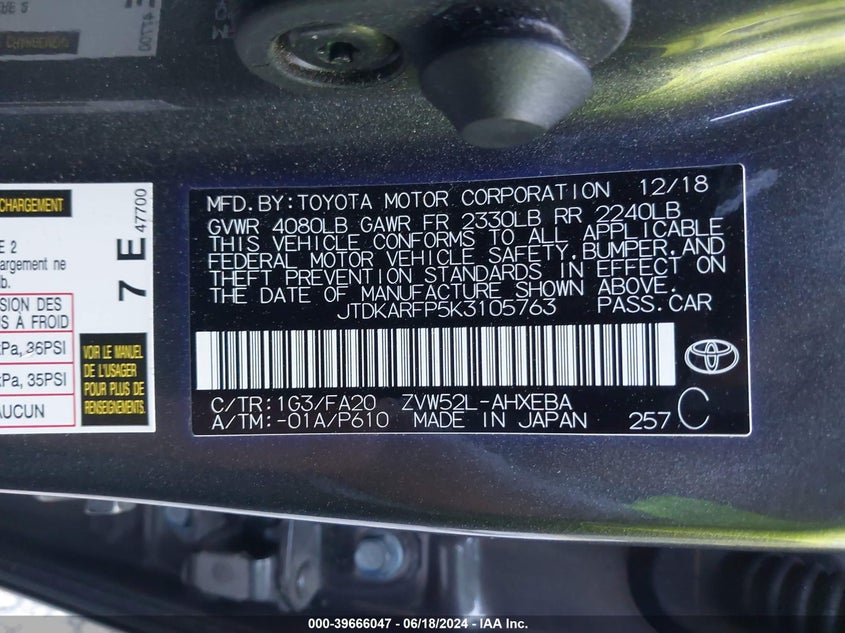 MFD.BY:TOYOTA MOTOR CORPORATION 12/18
GVWR 4080LB GAWR FR 2330LB RR 2240LB
THIS VEHICLE CONFORMS TO ALL APPLICABLE
FEDERAL MOTOR VEHICLE SAFETY,BUMPER,AND
THEFT PREVENTION STANDARDS IN EFFECT ON
THE DATE OF MANUFACTURE SHOWN ABOVE.
JTDKARFP5K3105763 PASS.CAR
C/TR:1G3/FA20 ZVW52L-AHXEBA
A/TM:-01A/P610 MADE IN JAPAN 257 C
CHARGEMENT
E 2
argement ne
b.
SION DES
S À FROID
kPa, 36PSI
kPa, 35PSI
AUCUN
VOIR LE MANUEL
DE L'USAGER
POUR PLUS DE
RENSEIGNEMENTS.
7 E 47700
000-39666047 - 06/18/2024 - IAA Inc.